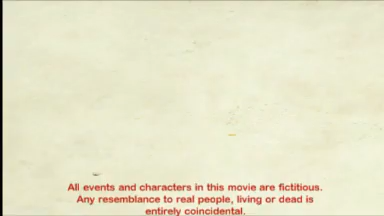 All events and characters in this movie are fictitious.
Any resemblance to real people, living or dead is
entirely coincidental.